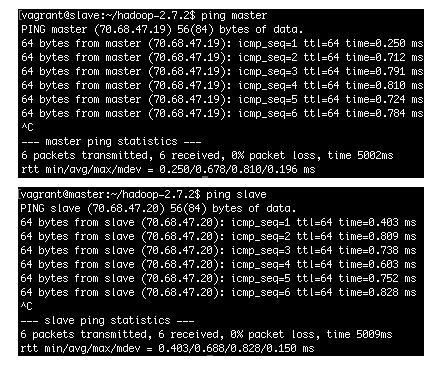 [vagrant@slave:~/hadoop-2.7.2$ ping master
PING master (70.68.47.19) 56(84) bytes of data.
64 bytes from master (70.68.47.19): icmp_seq=1 ttl=64 time=0.250 ms
64 bytes from master (70.68.47.19): icmp_seq=2 ttl=64 time=0.712 ms
64 bytes from master (70.68.47.19): icmp_seq=3 ttl=64 time=0.791 ms
64 bytes from master (70.68.47.19): icmp_seq=4 ttl=64 time=0.810 ms
64 bytes from master (70.68.47.19): icmp_seq=5 ttl=64 time=0.724 ms
64 bytes from master (70.68.47.19): icmp_seq=6 ttl=64 time=0.784 ms
^C
--- master ping statistics ---
6 packets transmitted, 6 received, 0% packet loss, time 5002ms
rtt min/avg/max/mdev = 0.250/0.678/0.810/0.196 ms
[vagrant@master:~/hadoop-2.7.2$ ping slave
PING slave (70.68.47.20) 56(84) bytes of data.
64 bytes from slave (70.68.47.20): icmp_seq=1 ttl=64 time=0.403 ms
64 bytes from slave (70.68.47.20): icmp_seq=2 ttl=64 time=0.809 ms
64 bytes from slave (70.68.47.20): icmp_seq=3 ttl=64 time=0.738 ms
64 bytes from slave (70.68.47.20): icmp_seq=4 ttl=64 time=0.603 ms
64 bytes from slave (70.68.47.20): icmp_seq=5 ttl=64 time=0.752 ms
64 bytes from slave (70.68.47.20): icmp_seq=6 ttl=64 time=0.828 ms
^C
--- slave ping statistics ---
6 packets transmitted, 6 received, 0% packet loss, time 5009ms
rtt min/avg/max/mdev = 0.403/0.688/0.828/0.150 ms